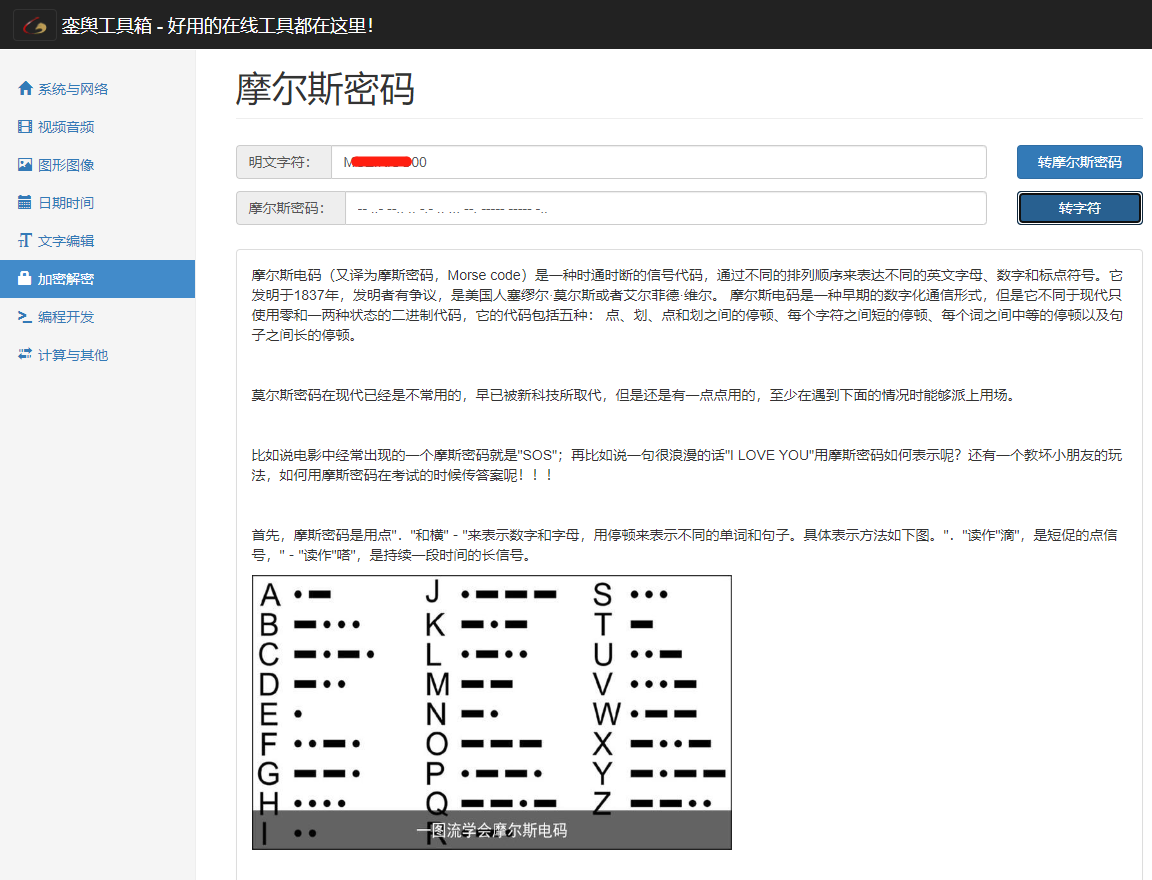 銮舆工具箱 - 好用的在线工具都在这里！
系统与网络
视频音频
图形图像
日期时间
文字编辑
加密解密
编程开发
计算与其他
摩尔斯密码
明文字符： 00 转摩尔斯密码
摩尔斯密码： -- ..- --.. .. -.- .. ... --. ----- ----- -.. 转字符
摩尔斯电码（又译为摩斯密码，Morse code）是一种时通时断的信号代码，通过不同的排列顺序来表达不同的英文字母、数字和标点符号。它
发明于1837年，发明者有争议，是美国人塞缪尔·莫尔斯或者艾尔菲德·维尔。 摩尔斯电码是一种早期的数字化通信形式，但是它不同于现代只
使用零和一两种状态的二进制代码，它的代码包括五种： 点、划、点和划之间的停顿、每个字符之间短的停顿、每个词之间中等的停顿以及句
子之间长的停顿。
莫尔斯密码在现代已经是不常用的，早已被新科技所取代，但是还是有一点点用的，至少在遇到下面的情况时能够派上用场。
比如说电影中经常出现的一个摩斯密码就是"SOS"；再比如说一句很浪漫的话"I LOVE YOU"用摩斯密码如何表示呢？还有一个教坏小朋友的玩
法，如何用摩斯密码在考试的时候传答案呢！！！
首先，摩斯密码是用点"．"和横" - "来表示数字和字母，用停顿来表示不同的单词和句子。具体表示方法如下图。"．"读作"滴"，是短促的点信
号，" - "读作"嗒"，是持续一段时间的长信号。
A •— J •——— S •••
B —••• K —•— T —
C —•—• L •—•• U ••—
D —•• M —— V •••—
E • N —• W •——
F ••—• O ——— X —••—
G ——• P •——• Y —•——
H •••• Q ——•— Z ——••
I •• R
一图流学会摩尔斯电码